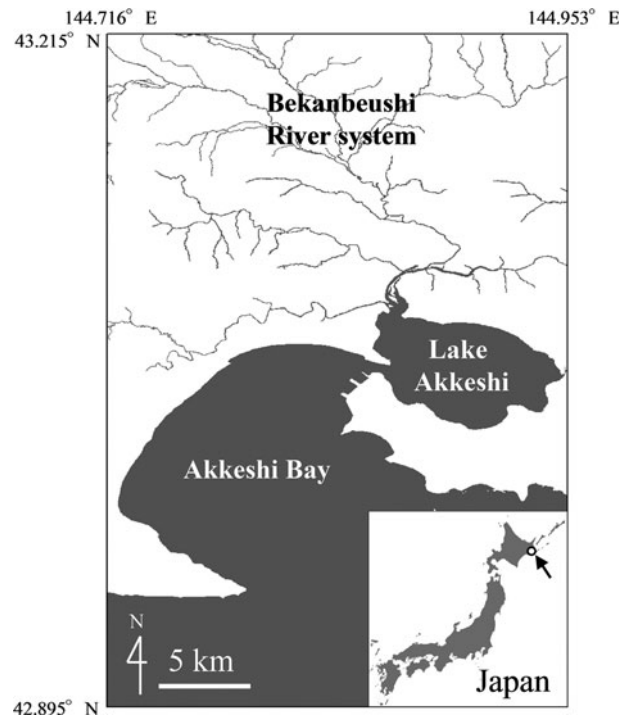 144.716° E 144.953° E
43.215° N
Bekanbeushi
River system
Lake
Akkeshi
Akkeshi Bay
N
5 km
Japan
42.895° N